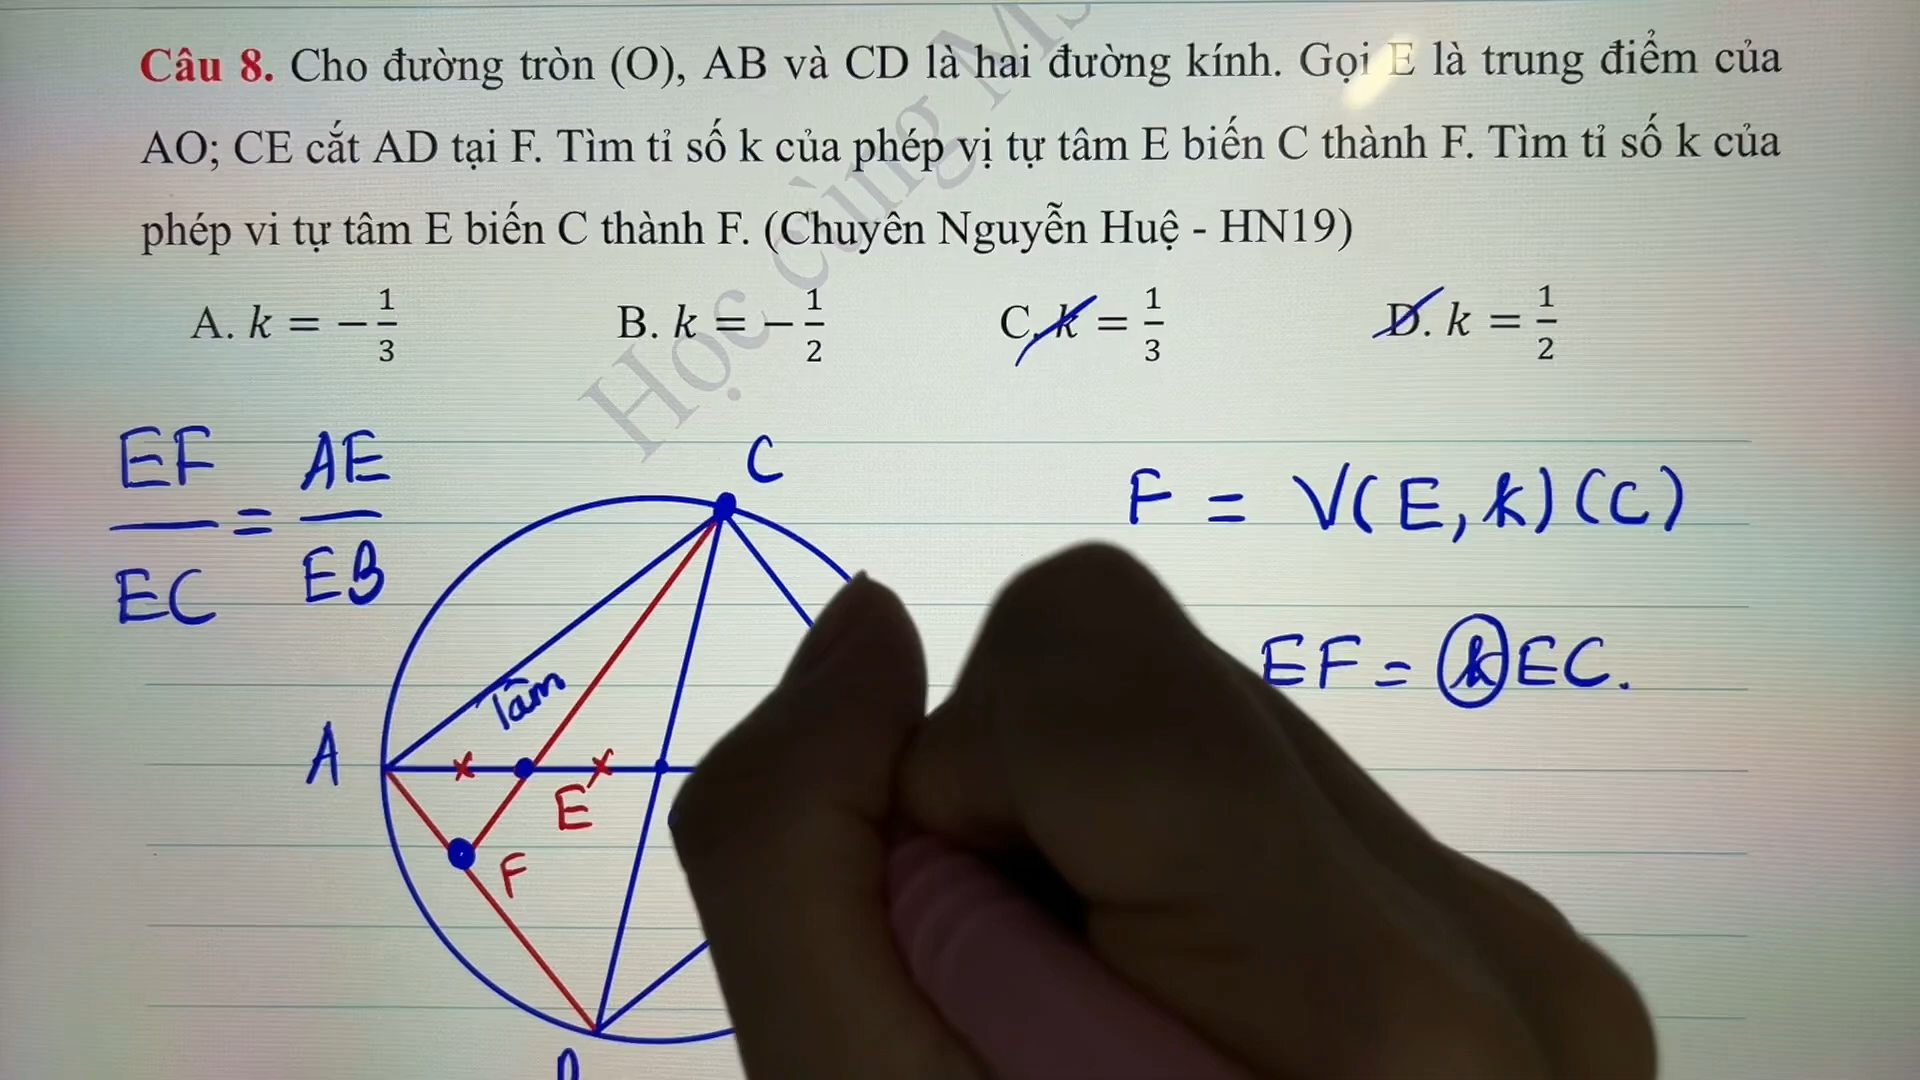 Câu 8. Cho đường tròn (O), AB và CD là hai đường kính. Gọi E là trung điểm của
AO; CE cắt AD tại F. Tìm tỉ số k của phép vị tự tâm E biến C thành F. Tìm tỉ số k của
phép vi tự tâm E biến C thành F. (Chuyên Nguyễn Huệ - HN19)
A. k = -1/3 B. k = -1/2 C. k = 1/3 D. k = 1/2
Học cùng Ms
EF/EC = AE/EB
C
F = V(E, k)(C)
EF = k EC.
Tâm
A
E
F